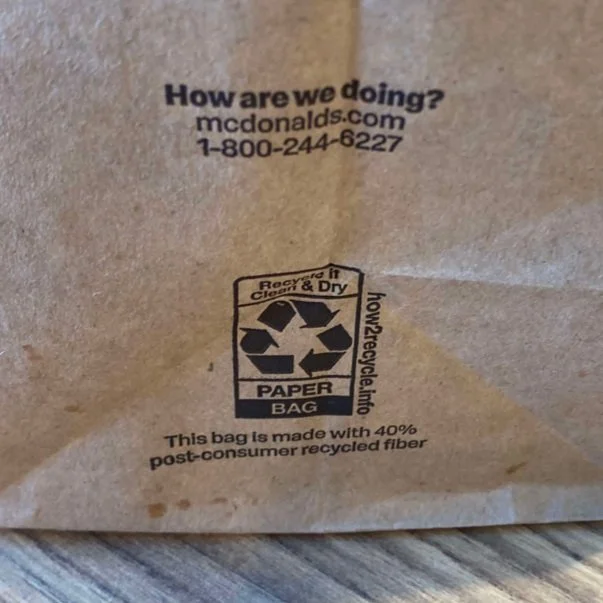 How are we doing?
mcdonalds.com
1-800-244-6227
Recycle it
Clean & Dry
how2recycle.info
PAPER
BAG
This bag is made with 40%
post-consumer recycled fiber